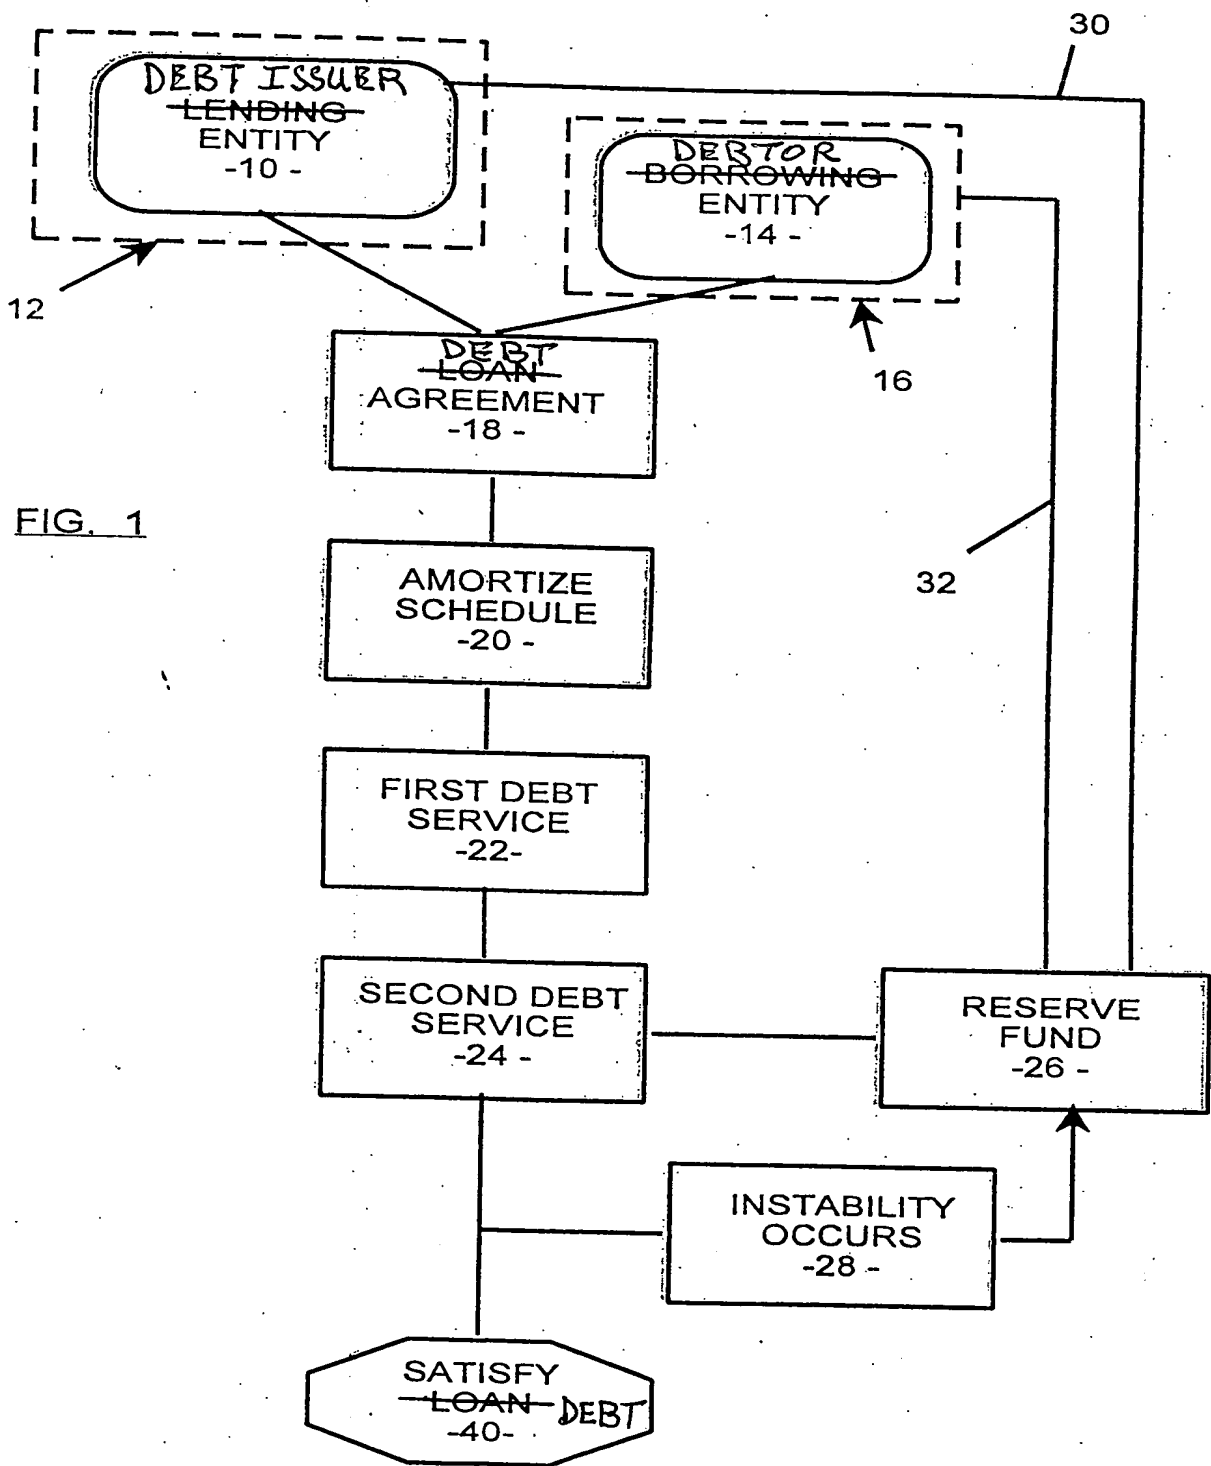 30
DEBT ISSUER
LENDING
ENTITY
-10 -
DEBTOR
BORROWING
ENTITY
-14 -
12
16
DEBT
LOAN
AGREEMENT
-18 -
FIG. 1
AMORTIZE
SCHEDULE
-20 -
32
FIRST DEBT
SERVICE
-22-
SECOND DEBT
SERVICE
-24 -
RESERVE
FUND
-26 -
INSTABILITY
OCCURS
-28 -
SATISFY
LOAN DEBT
-40-